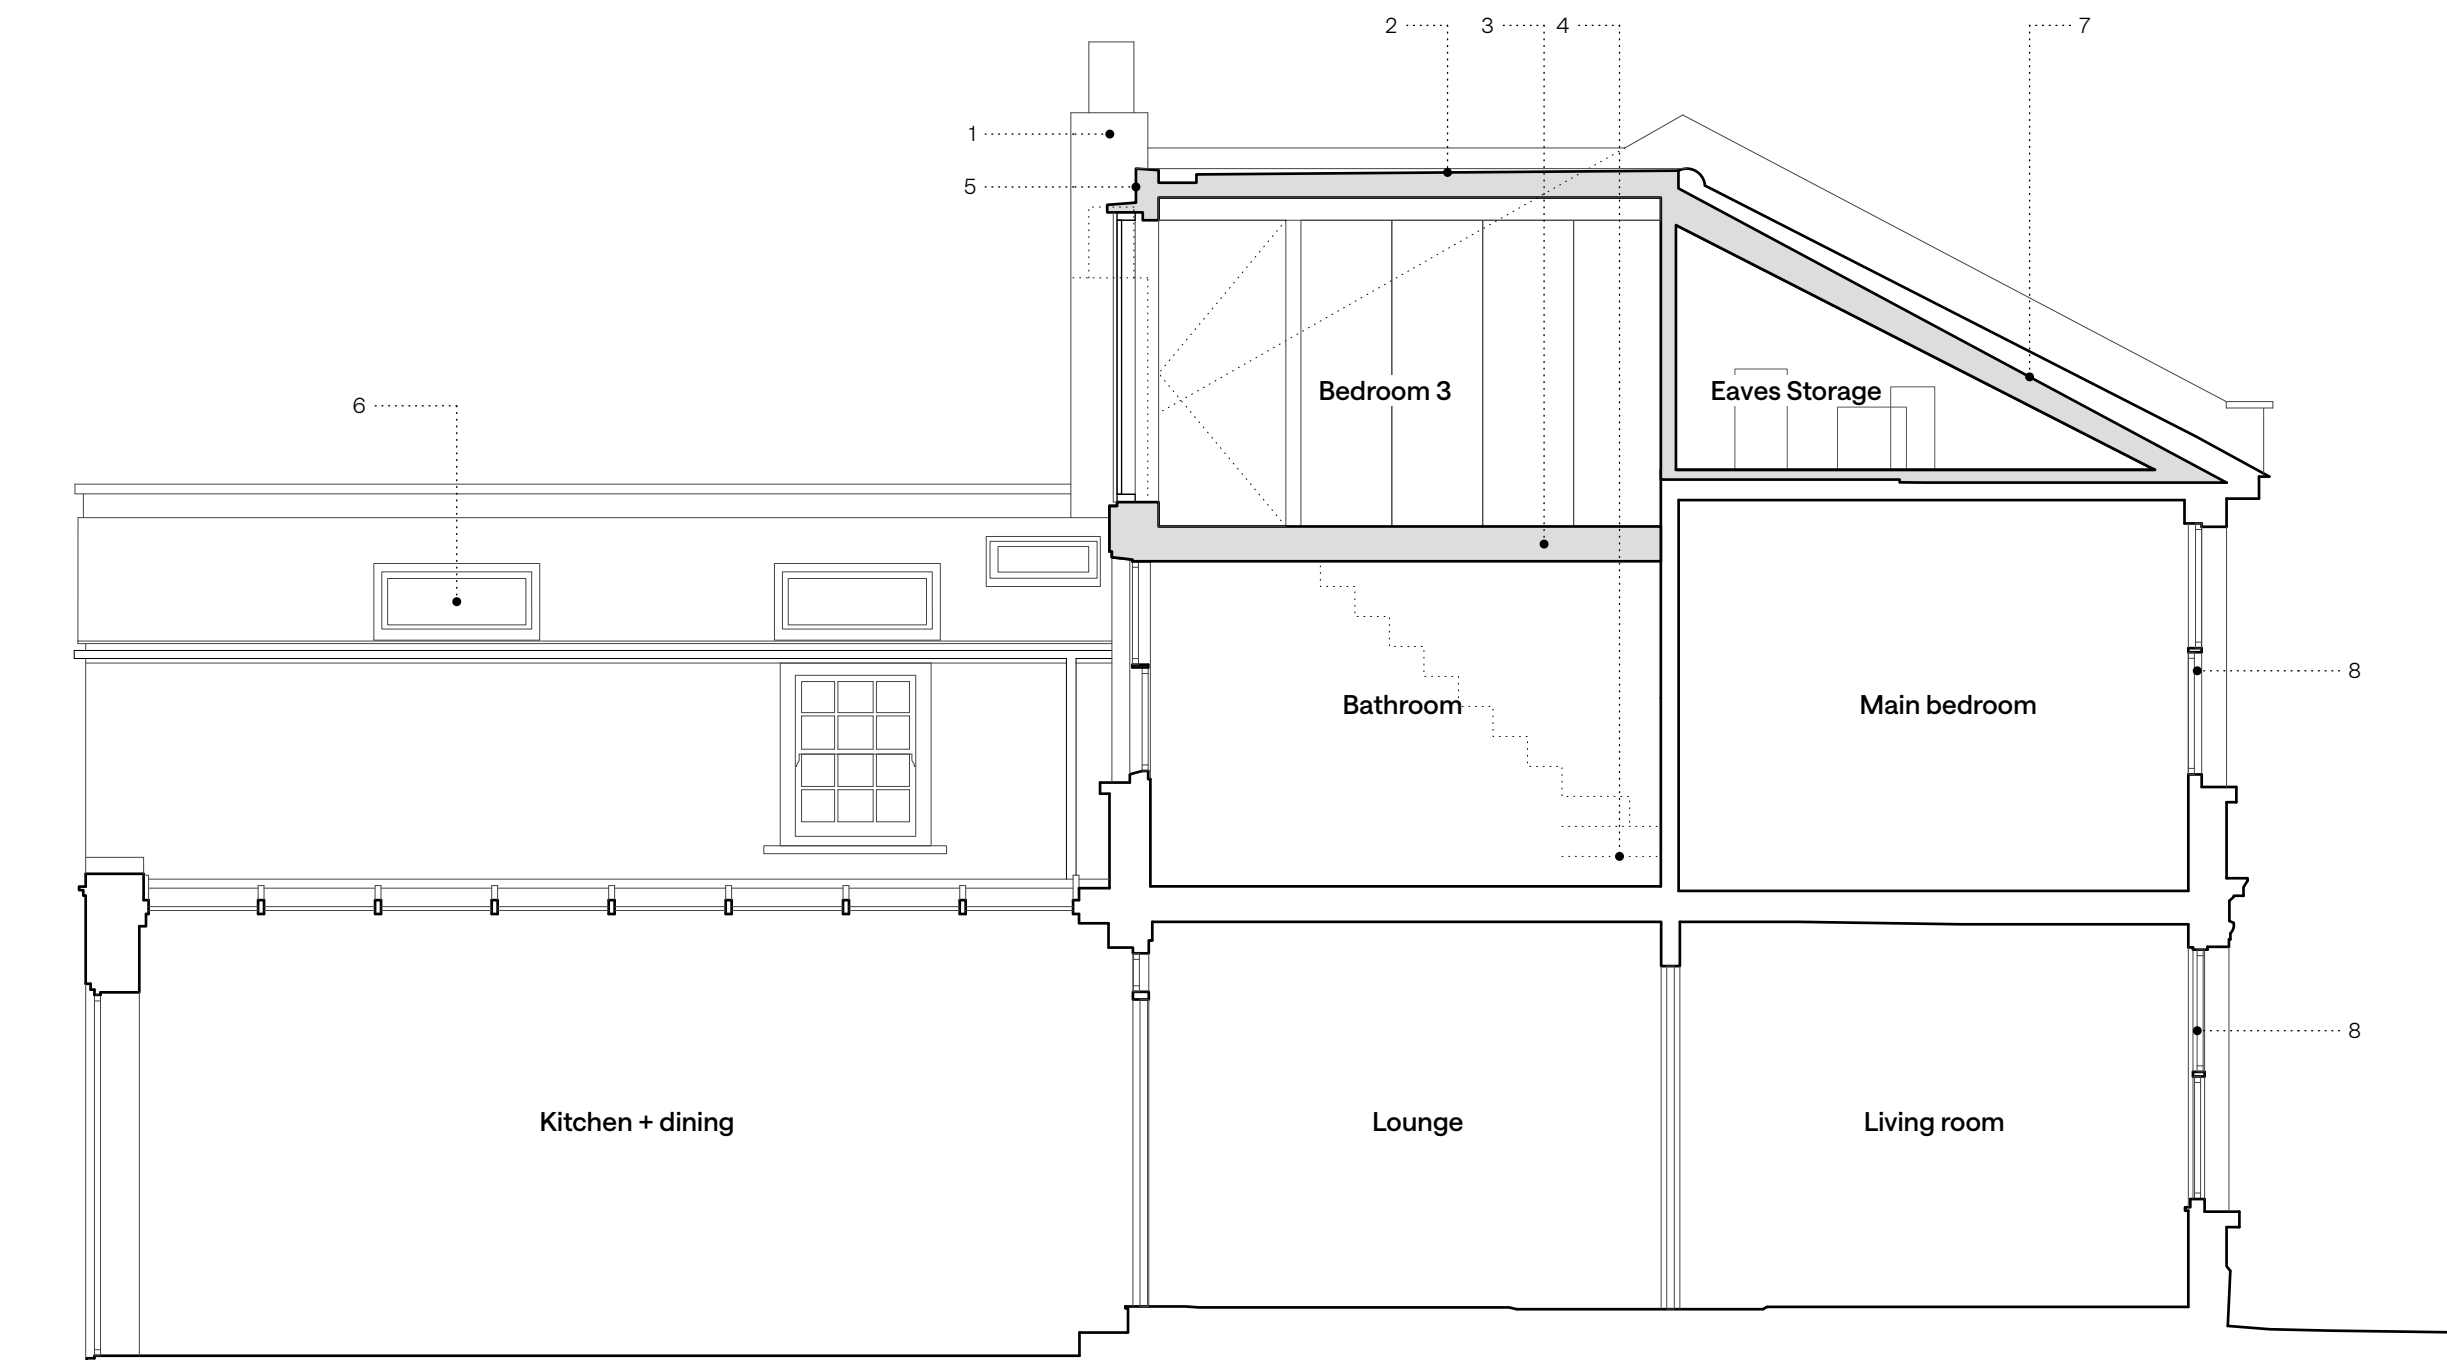 2
3
4
7
1
5
6
Bedroom 3
Eaves Storage
8
Bathroom
Main bedroom
8
Kitchen + dining
Lounge
Living room